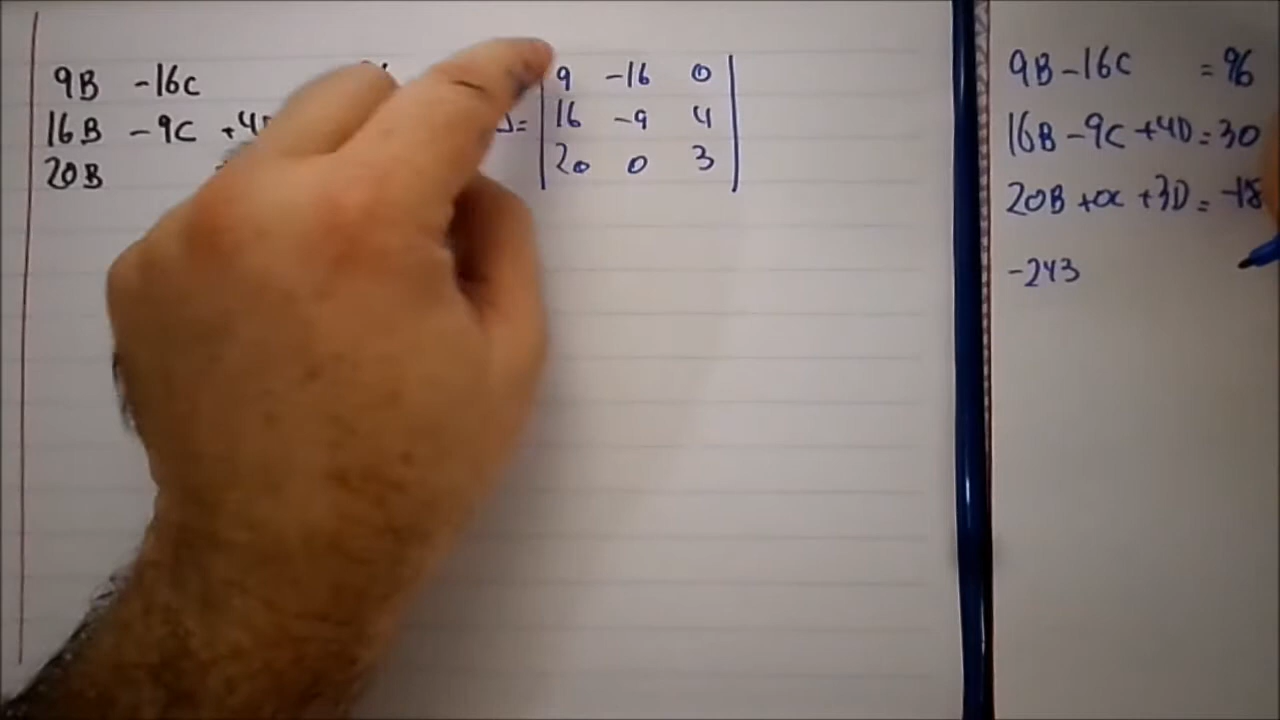 9B -16C
16B -9C +4D
20B
Δ= | 9 -16 0 |
| 16 -9 4 |
| 20 0 3 |
9B-16C = 96
16B-9C+4D=30
20B+0C+3D=-18
-243